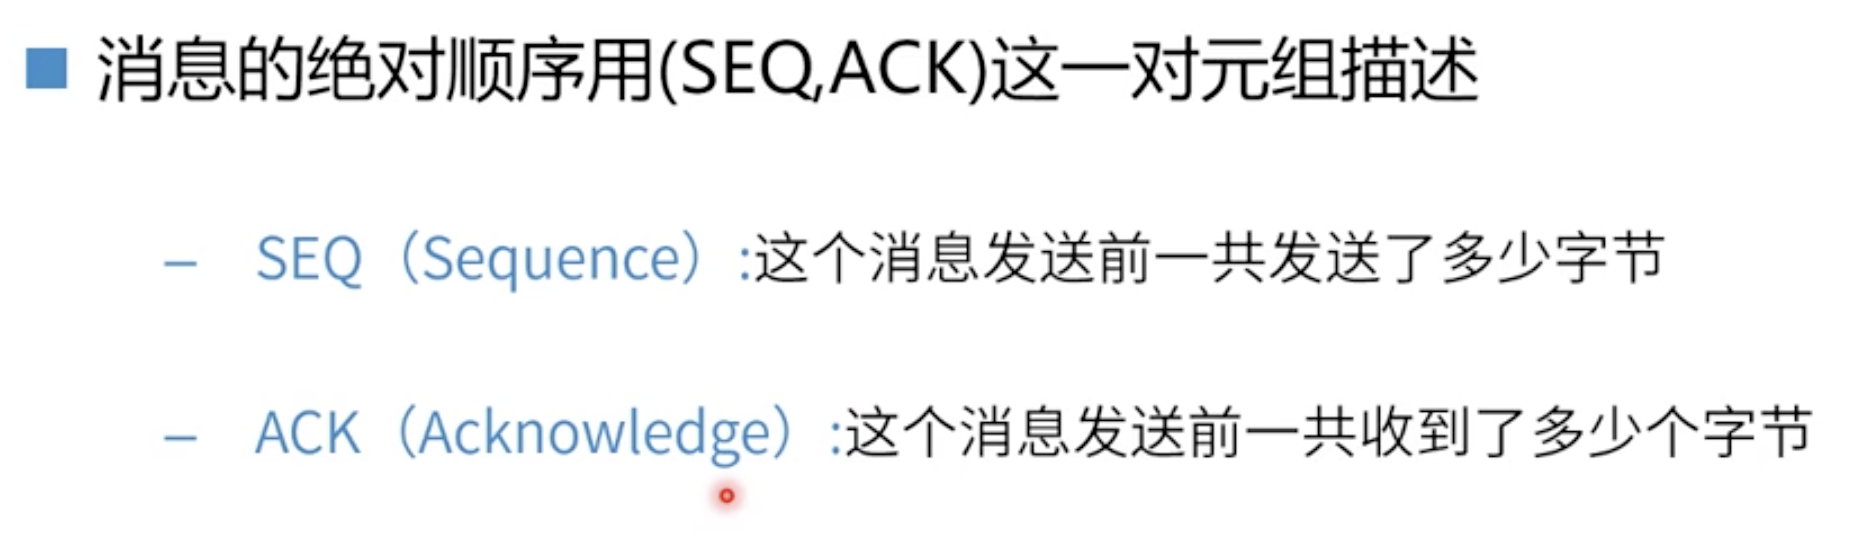 消息的绝对顺序用(SEQ,ACK)这一对元组描述
– SEQ（Sequence）:这个消息发送前一共发送了多少字节
– ACK（Acknowledge）:这个消息发送前一共收到了多少个字节